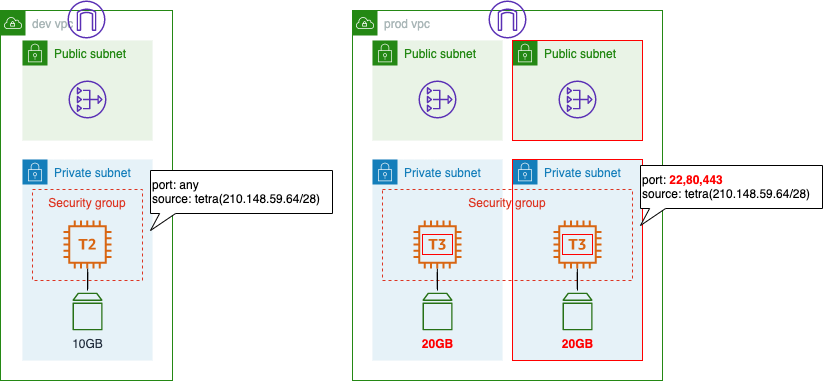 dev vpc
Public subnet
Private subnet
port: any
source: tetra(210.148.59.64/28)
Security group
T2
10GB
prod vpc
Public subnet
Public subnet
Private subnet
Private subnet
port: 22,80,443
source: tetra(210.148.59.64/28)
Security group
T3
T3
20GB
20GB